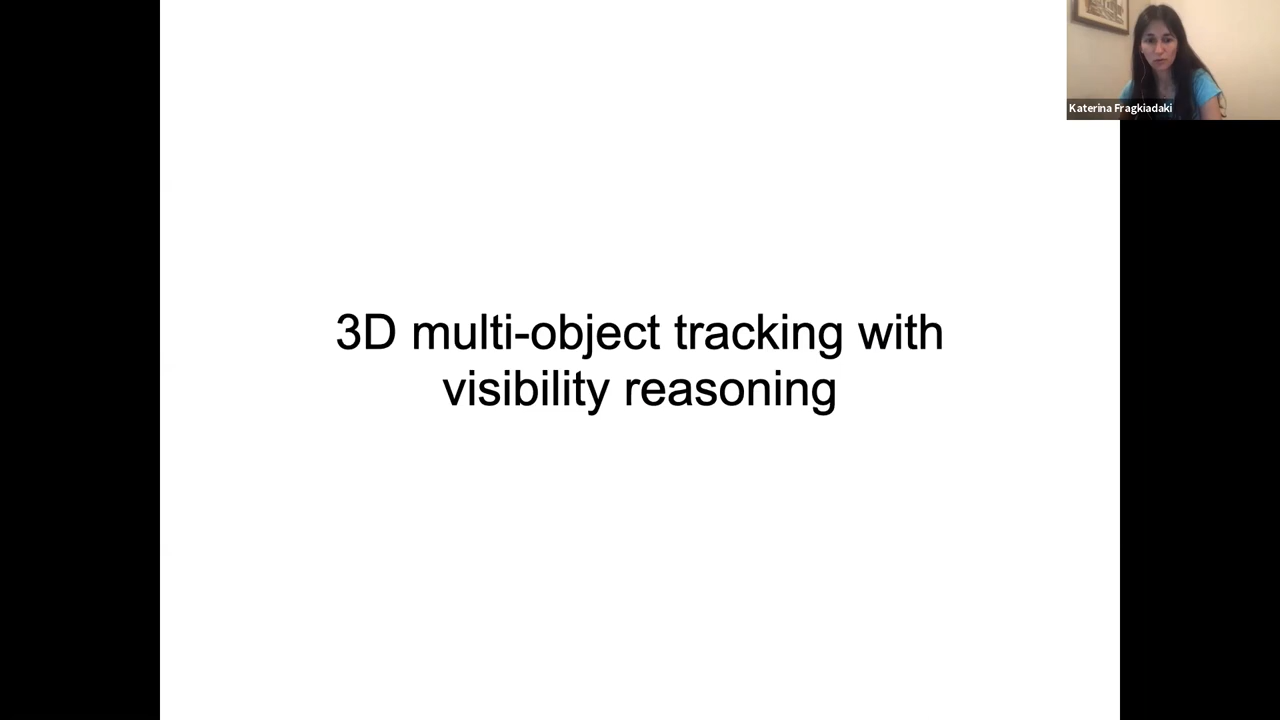 Katerina Fragkiadaki
3D multi-object tracking with
visibility reasoning